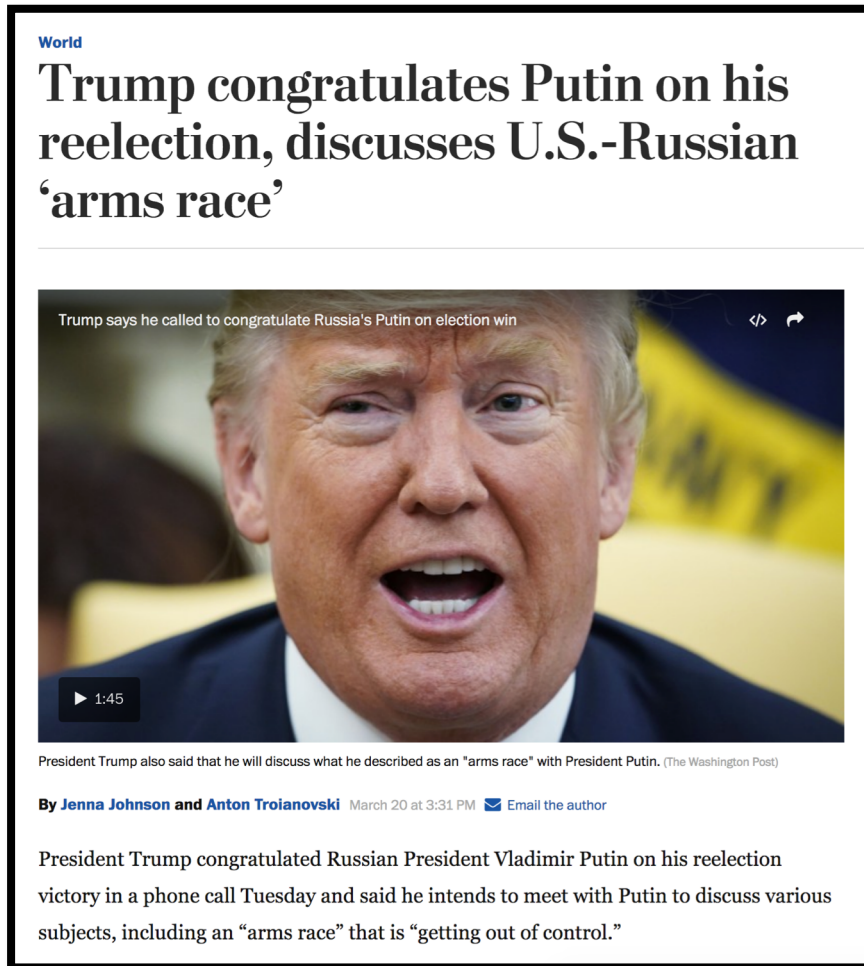 World
Trump congratulates Putin on his
reelection, discusses U.S.-Russian
‘arms race’
Trump says he called to congratulate Russia's Putin on election win
1:45
President Trump also said that he will discuss what he described as an "arms race" with President Putin. (The Washington Post)
By Jenna Johnson and Anton Troianovski March 20 at 3:31 PM Email the author
President Trump congratulated Russian President Vladimir Putin on his reelection
victory in a phone call Tuesday and said he intends to meet with Putin to discuss various
subjects, including an “arms race” that is “getting out of control.”